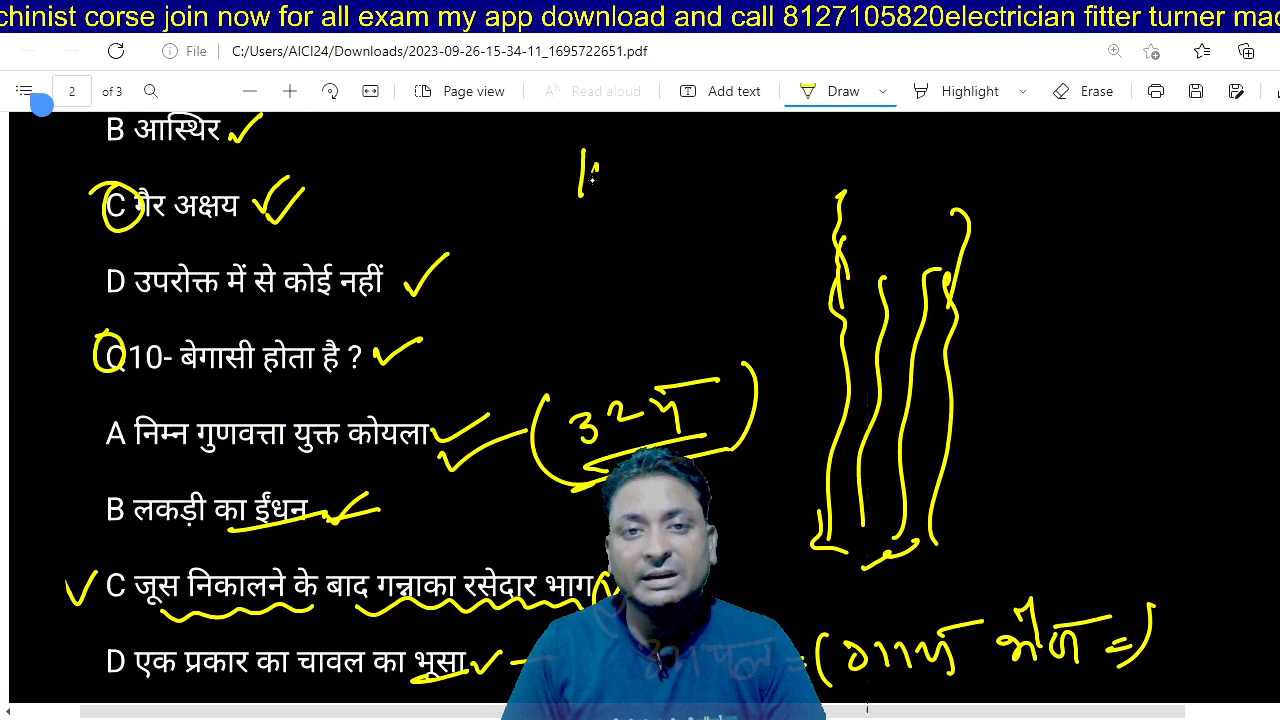 chinist corse join now for all exam my app download and call 8127105820electrician fitter turner mac
File C:/Users/AICI24/Downloads/2023-09-26-15-34-11_1695722651.pdf
2 of 3 Page view Read aloud Add text Draw Highlight Erase
B आस्थिर
C गैर अक्षय
D उपरोक्त में से कोई नहीं
Q10- बेगासी होता है ?
A निम्न गुणवत्ता युक्त कोयला
B लकड़ी का ईंधन
C जूस निकालने के बाद गन्नाका रसेदार भाग
D एक प्रकार का चावल का भूसा